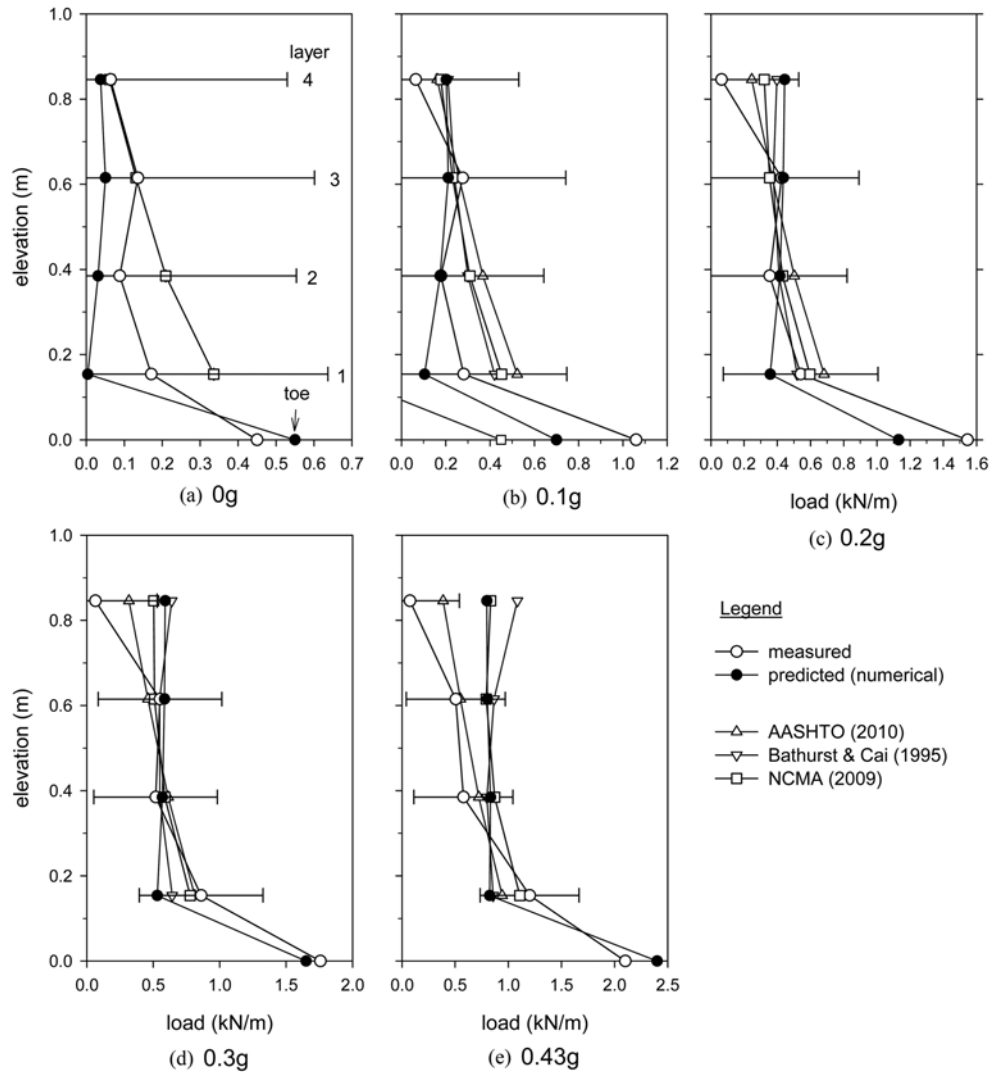 1.0
0.8
0.6
0.4
0.2
0.0
elevation (m)
layer
4
3
2
1
toe
0.0 0.1 0.2 0.3 0.4 0.5 0.6 0.7
(a) 0g
0.0 0.2 0.4 0.6 0.8 1.0 1.2
(b) 0.1g
0.0 0.2 0.4 0.6 0.8 1.0 1.2 1.4 1.6
load (kN/m)
(c) 0.2g
1.0
0.8
0.6
0.4
0.2
0.0
elevation (m)
0.0 0.5 1.0 1.5 2.0
load (kN/m)
(d) 0.3g
0.0 0.5 1.0 1.5 2.0 2.5
load (kN/m)
(e) 0.43g
Legend
measured
predicted (numerical)
AASHTO (2010)
Bathurst & Cai (1995)
NCMA (2009)